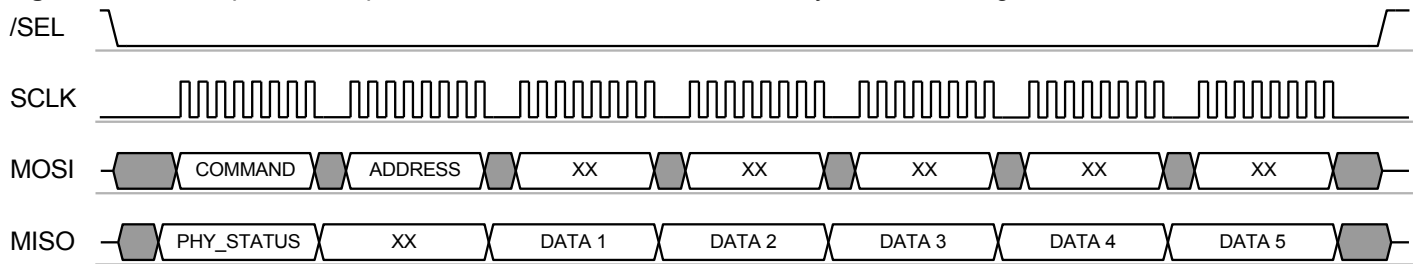 /SEL
SCLK
MOSI COMMAND ADDRESS XX XX XX XX XX
MISO PHY_STATUS XX DATA 1 DATA 2 DATA 3 DATA 4 DATA 5